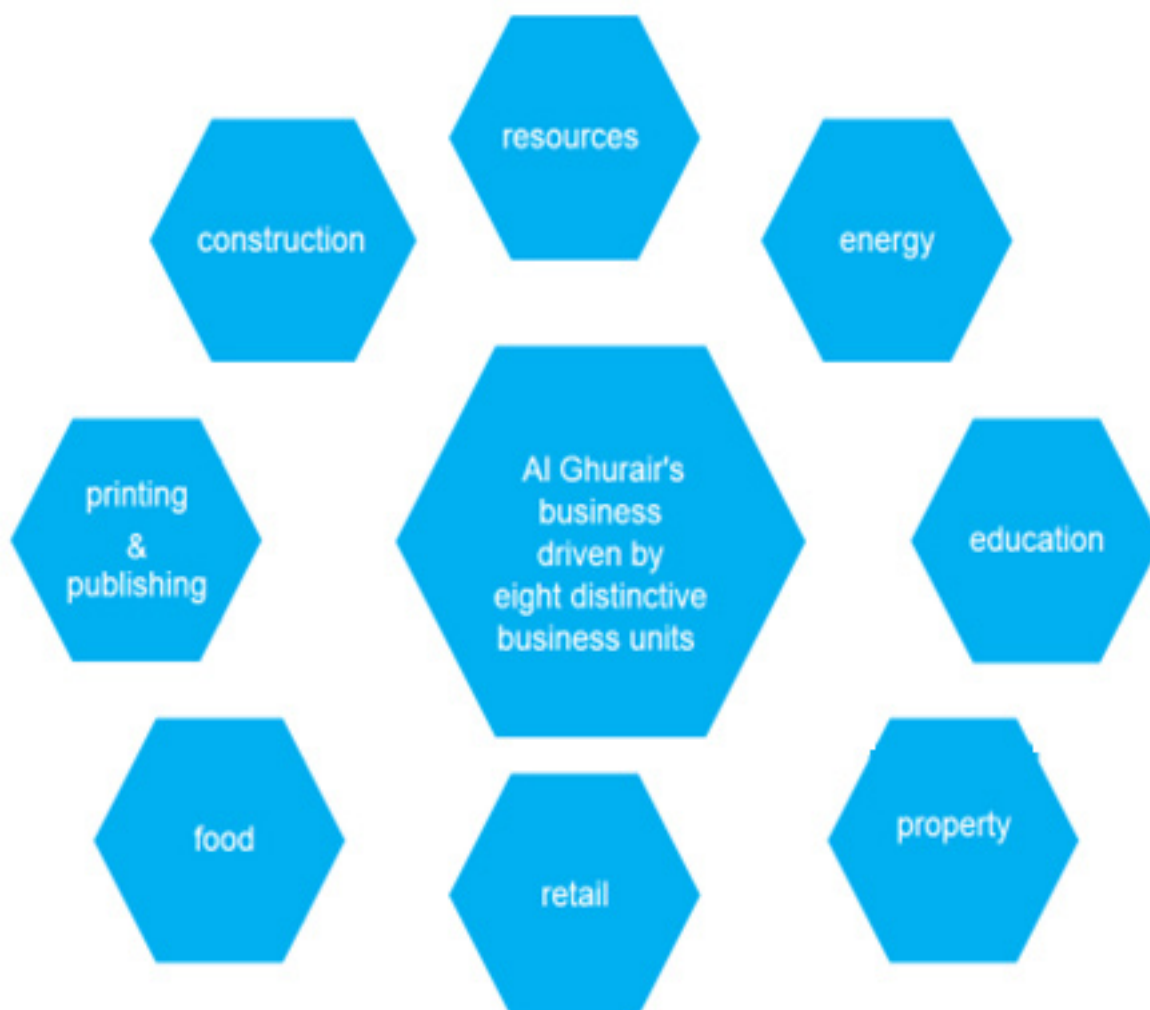 resources
construction
energy
Al Ghurair's
business
driven by
eight distinctive
business units
printing
&
publishing
education
food
property
retail